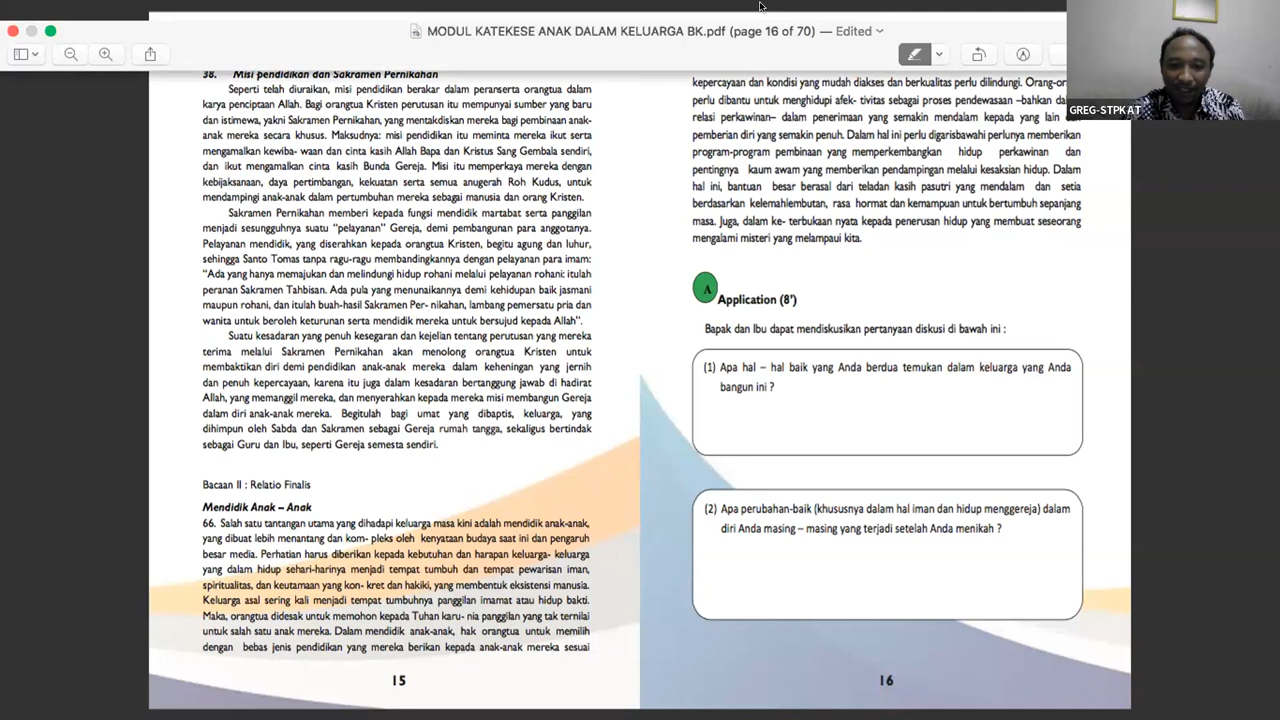 MODUL KATEKESE ANAK DALAM KELUARGA BK.pdf (page 16 of 70) — Edited
GREG-STPKAT
38. Misi pendidikan dan Sakramen Pernikahan
Seperti telah diuraikan, misi pendidikan berakar dalam peranserta orangtua dalam
karya penciptaan Allah. Bagi orangtua Kristen perutusan itu mempunyai sumber yang baru
dan istimewa, yakni Sakramen Pernikahan, yang mentakdiskan mereka bagi pembinaan anak-
anak mereka secara khusus. Maksudnya: misi pendidikan itu meminta mereka ikut serta
mengamalkan kewiba- waan dan cinta kasih Allah Bapa dan Kristus Sang Gembala sendiri,
dan ikut mengamalkan cinta kasih Bunda Gereja. Misi itu memperkaya mereka dengan
kebijaksanaan, daya pertimbangan, kekuatan serta semua anugerah Roh Kudus, untuk
mendampingi anak-anak dalam pertumbuhan mereka sebagai manusia dan orang Kristen.
Sakramen Pernikahan memberi kepada fungsi mendidik martabat serta panggilan
menjadi sesungguhnya suatu “pelayanan” Gereja, demi pembangunan para anggotanya.
Pelayanan mendidik, yang diserahkan kepada orangtua Kristen, begitu agung dan luhur,
sehingga Santo Tomas tanpa ragu-ragu membandingkannya dengan pelayanan para imam:
“Ada yang hanya memajukan dan melindungi hidup rohani melalui pelayanan rohani: itulah
peranan Sakramen Tahbisan. Ada pula yang menunaikannya demi kehidupan baik jasmani
maupun rohani, dan itulah buah-hasil Sakramen Per- nikahan, lambang pemersatu pria dan
wanita untuk beroleh keturunan serta mendidik mereka untuk bersujud kepada Allah”.
Suatu kesadaran yang penuh kesegaran dan kejelian tentang perutusan yang mereka
terima melalui Sakramen Pernikahan akan menolong orangtua Kristen untuk
membaktikan diri demi pendidikan anak-anak mereka dalam keheningan yang jernih
dan penuh kepercayaan, karena itu juga dalam kesadaran bertanggung jawab di hadirat
Allah, yang memanggil mereka, dan menyerahkan kepada mereka misi membangun Gereja
dalam diri anak-anak mereka. Begitulah bagi umat yang dibaptis, keluarga, yang
dihimpun oleh Sabda dan Sakramen sebagai Gereja rumah tangga, sekaligus bertindak
sebagai Guru dan Ibu, seperti Gereja semesta sendiri.
Bacaan II : Relatio Finalis
Mendidik Anak – Anak
66. Salah satu tantangan utama yang dihadapi keluarga masa kini adalah mendidik anak-anak,
yang dibuat lebih menantang dan kom- pleks oleh kenyataan budaya saat ini dan pengaruh
besar media. Perhatian harus diberikan kepada kebutuhan dan harapan keluarga- keluarga
yang dalam hidup sehari-harinya menjadi tempat tumbuh dan tempat pewarisan iman,
spiritualitas, dan keutamaan yang kon- kret dan hakiki, yang membentuk eksistensi manusia.
Keluarga asal sering kali menjadi tempat tumbuhnya panggilan imamat atau hidup bakti.
Maka, orangtua didesak untuk memohon kepada Tuhan karu- nia panggilan yang tak ternilai
untuk salah satu anak mereka. Dalam mendidik anak-anak, hak orangtua untuk memilih
dengan bebas jenis pendidikan yang mereka berikan kepada anak-anak mereka sesuai
15
kepercayaan dan kondisi yang mudah diakses dan berkualitas perlu dilindungi.
perlu dibantu untuk menghidupi afek- tivitas sebagai proses pendewasaan –bahkan dalam
relasi perkawinan– dalam penerimaan yang semakin mendalam kepada yang lain
pemberian diri yang semakin penuh. Dalam hal ini perlu digarisbawahi perlunya memberikan
program-program pembinaan yang memperkembangkan hidup perkawinan dan
pentingnya kaum awam yang memberikan pendampingan melalui kesaksian hidup. Dalam
hal ini, bantuan besar berasal dari teladan kasih pasutri yang mendalam dan setia
berdasarkan kelemahlembutan, rasa hormat dan kemampuan untuk bertumbuh sepanjang
masa. Juga, dalam ke- terbukaan nyata kepada penerusan hidup yang membuat seseorang
mengalami misteri yang melampaui kita.
A Application (8’)
Bapak dan Ibu dapat mendiskusikan pertanyaan diskusi di bawah ini :
(1) Apa hal – hal baik yang Anda berdua temukan dalam keluarga yang Anda
bangun ini ?
(2) Apa perubahan-baik (khususnya dalam hal iman dan hidup menggereja) dalam
diri Anda masing – masing yang terjadi setelah Anda menikah ?
16